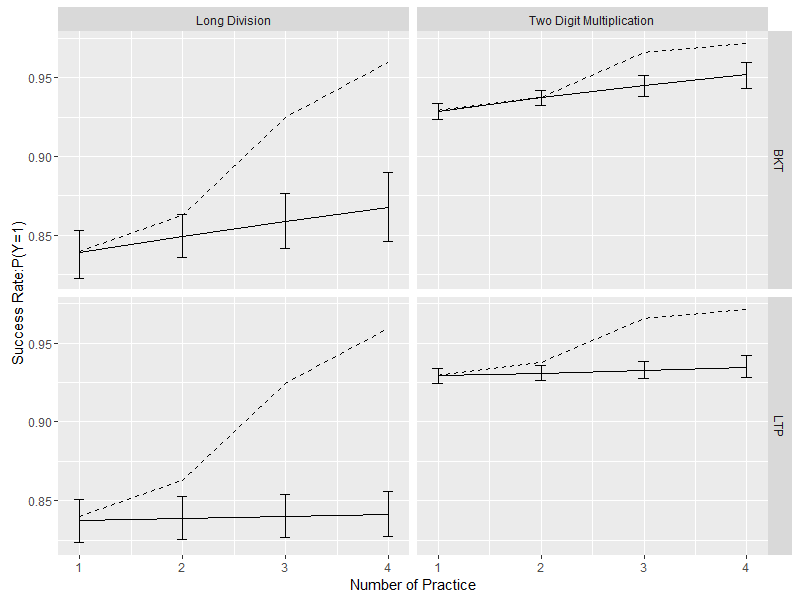 Long Division
Two Digit Multiplication
0.95
0.90
0.85
BKT
0.95
0.90
0.85
LTP
Success Rate:P(Y=1)
1 2 3 4
1 2 3 4
Number of Practice